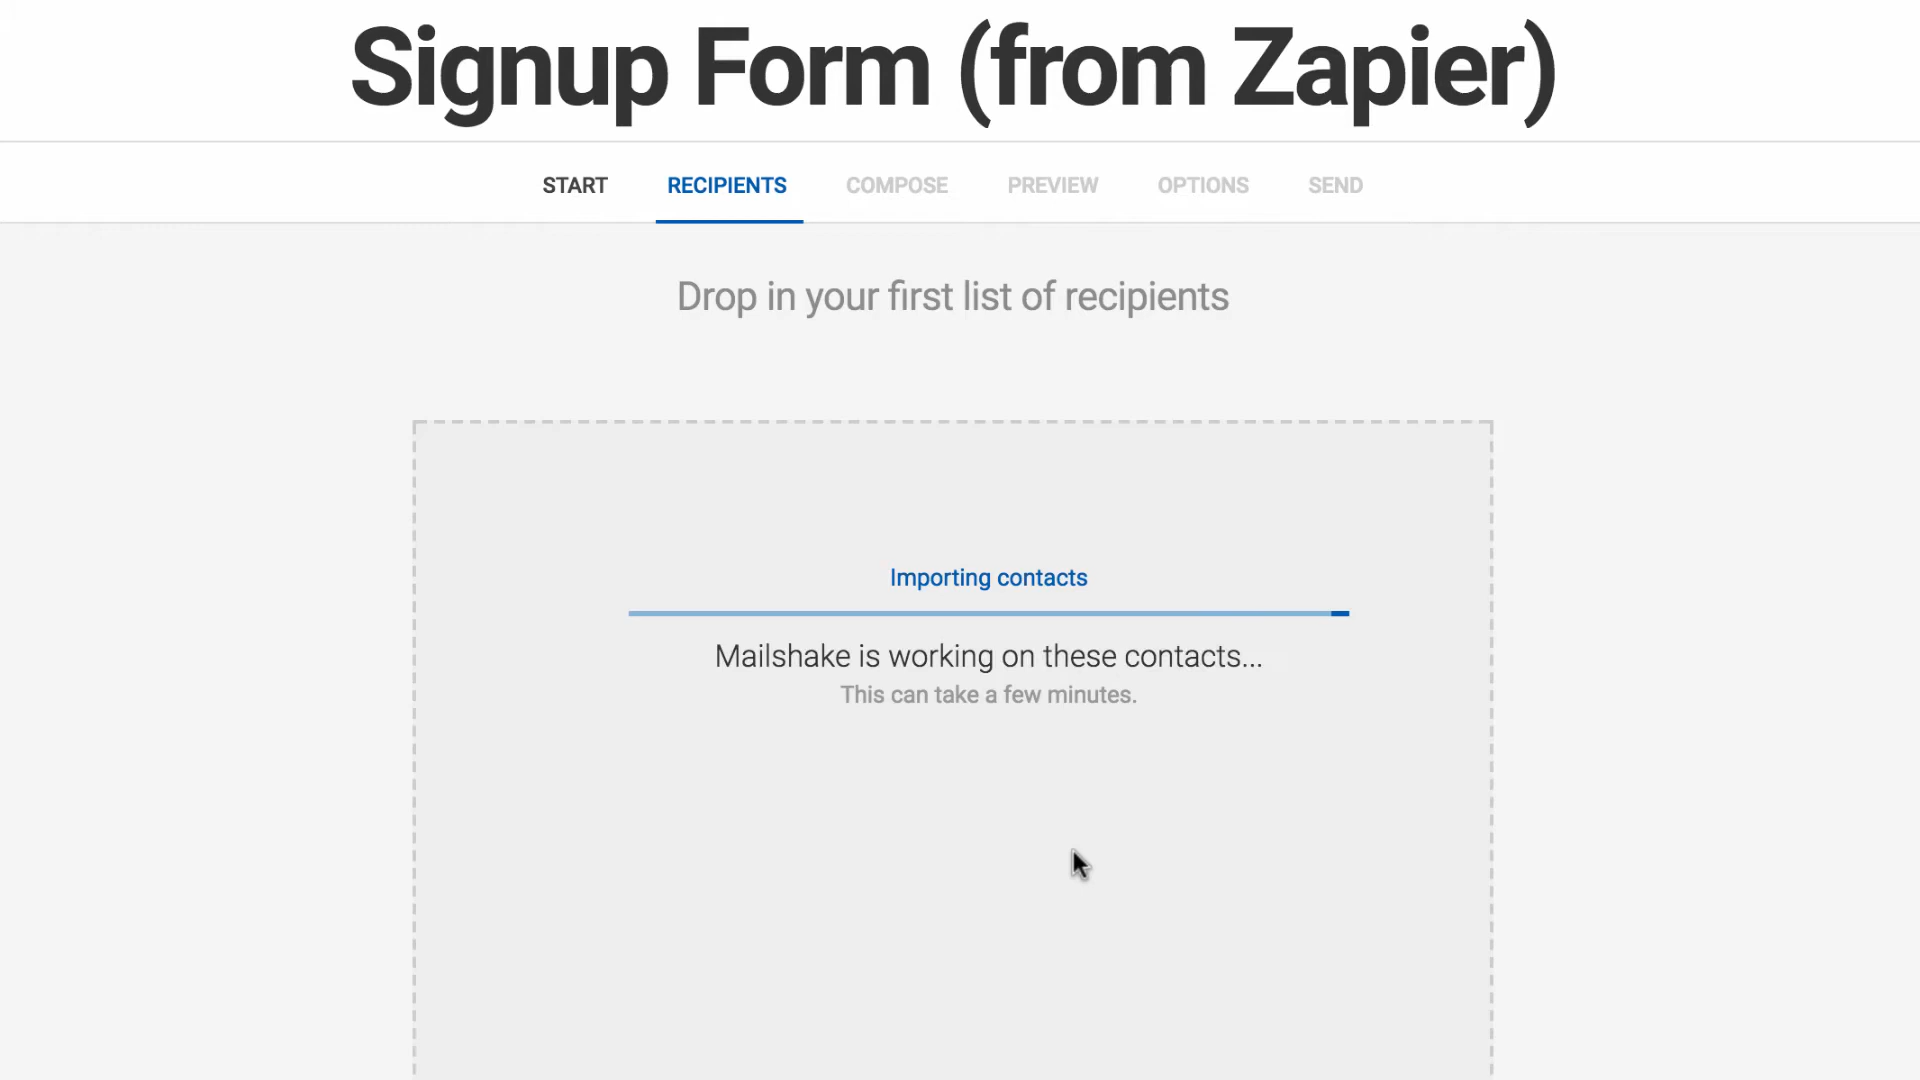 Signup Form (from Zapier)
START RECIPIENTS COMPOSE PREVIEW OPTIONS SEND
Drop in your first list of recipients
Importing contacts
Mailshake is working on these contacts...
This can take a few minutes.